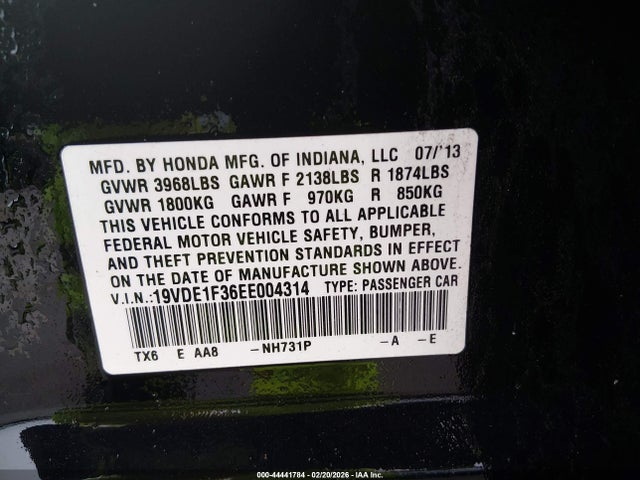 MFD. BY HONDA MFG. OF INDIANA, LLC 07/'13
GVWR 3968LBS GAWR F 2138LBS R 1874LBS
GVWR 1800KG GAWR F 970KG R 850KG
THIS VEHICLE CONFORMS TO ALL APPLICABLE
FEDERAL MOTOR VEHICLE SAFETY, BUMPER,
AND THEFT PREVENTION STANDARDS IN EFFECT
ON THE DATE OF MANUFACTURE SHOWN ABOVE.
V.I.N.:19VDE1F36EE004314 TYPE: PASSENGER CAR
TX6 E AA8 -NH731P -A -E
000-44441784 - 02/20/2026 - IAA Inc.